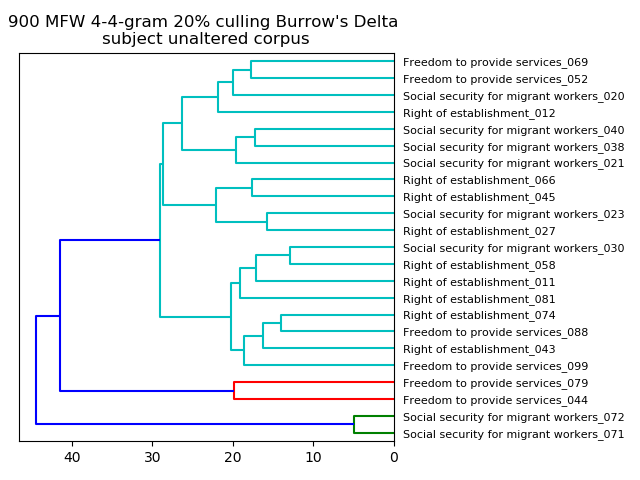 900 MFW 4-4-gram 20% culling Burrow's Delta
subject unaltered corpus
Freedom to provide services_069
Freedom to provide services_052
Social security for migrant workers_020
Right of establishment_012
Social security for migrant workers_040
Social security for migrant workers_038
Social security for migrant workers_021
Right of establishment_066
Right of establishment_045
Social security for migrant workers_023
Right of establishment_027
Social security for migrant workers_030
Right of establishment_058
Right of establishment_011
Right of establishment_081
Right of establishment_074
Freedom to provide services_088
Right of establishment_043
Freedom to provide services_099
Freedom to provide services_079
Freedom to provide services_044
Social security for migrant workers_072
Social security for migrant workers_071
40 30 20 10 0